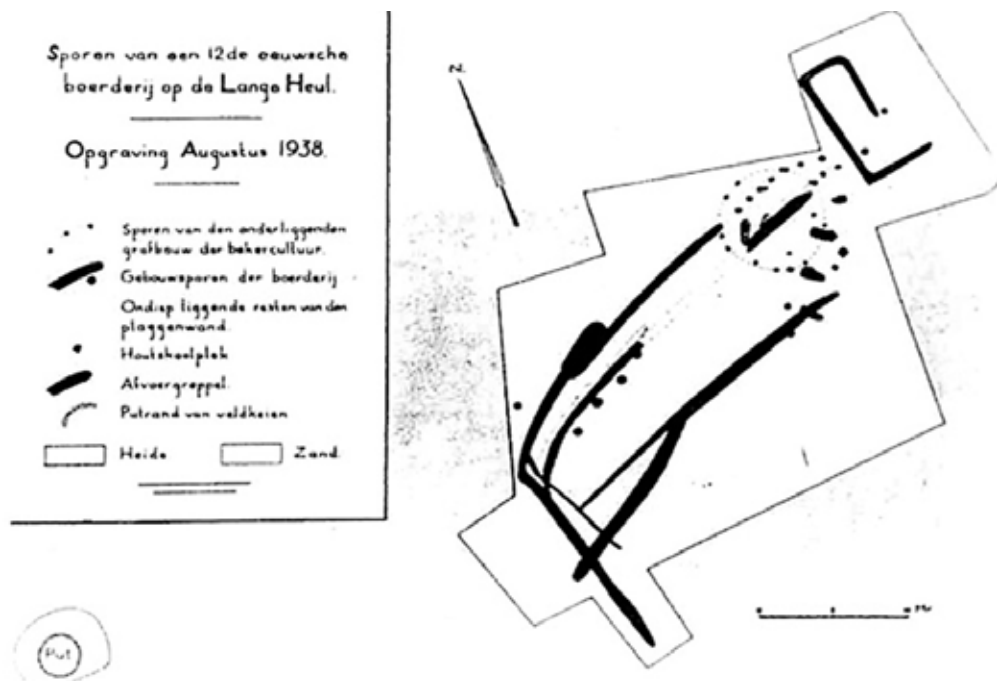 Sporen van een 12de eeuwsche
boerderij op de Lange Heul.
Opgraving Augustus 1938.
Sporen van den onderliggenden
grafbouw der bekercultuur.
Gebouwsporen der boerderij
Ondiep liggende resten van den
plaggenwand.
Houtskoolplek
Afvoergreppel.
Putrand van veldkeien
Heide
Zand.
N.
Put